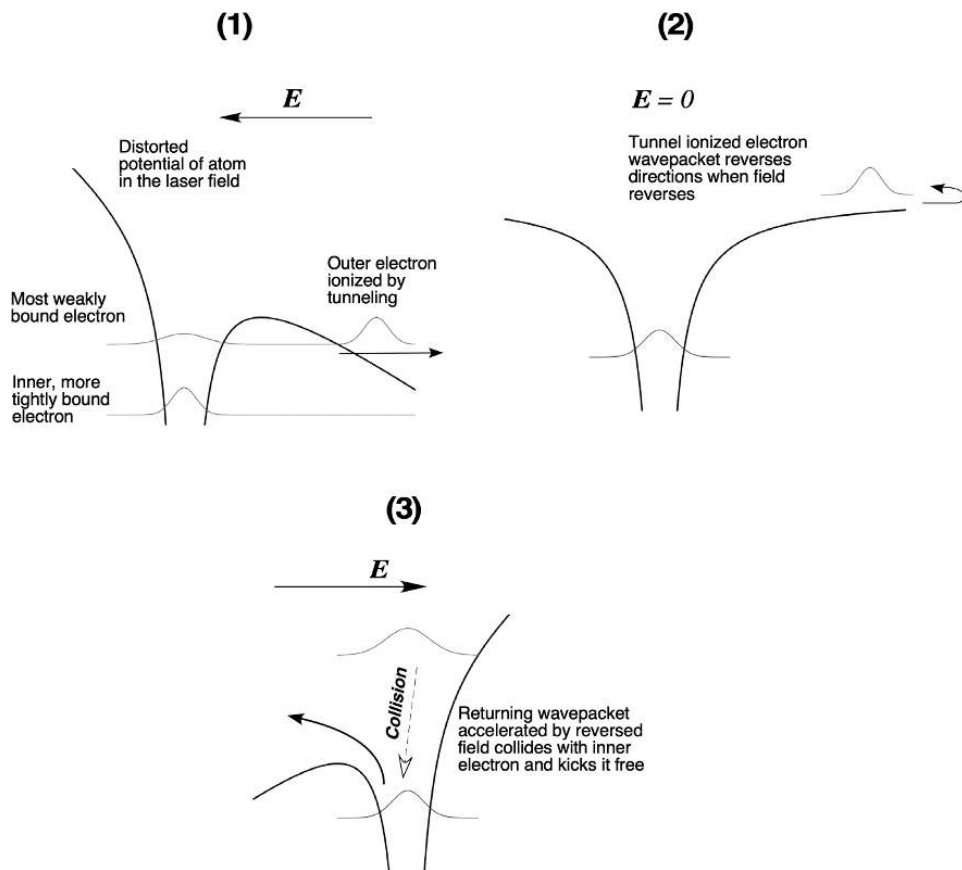 (1)
E
Distorted
potential of atom
in the laser field
Outer electron
ionized by
tunneling
Most weakly
bound electron
Inner, more
tightly bound
electron
(2)
E = 0
Tunnel ionized electron
wavepacket reverses
directions when field
reverses
(3)
E
Collision
Returning wavepacket
accelerated by reversed
field collides with inner
electron and kicks it free